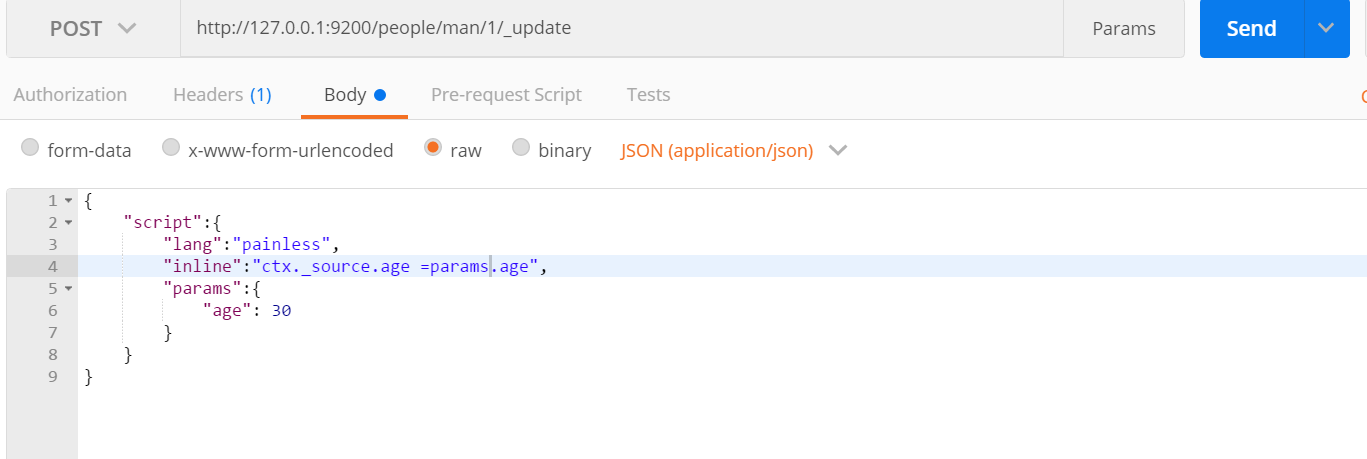 POST http://127.0.0.1:9200/people/man/1/_update Params Send
Authorization Headers (1) Body Pre-request Script Tests
form-data x-www-form-urlencoded raw binary JSON (application/json)
1 {
2 "script":{
3 "lang":"painless",
4 "inline":"ctx._source.age =params.age",
5 "params":{
6 "age": 30
7 }
8 }
9 }